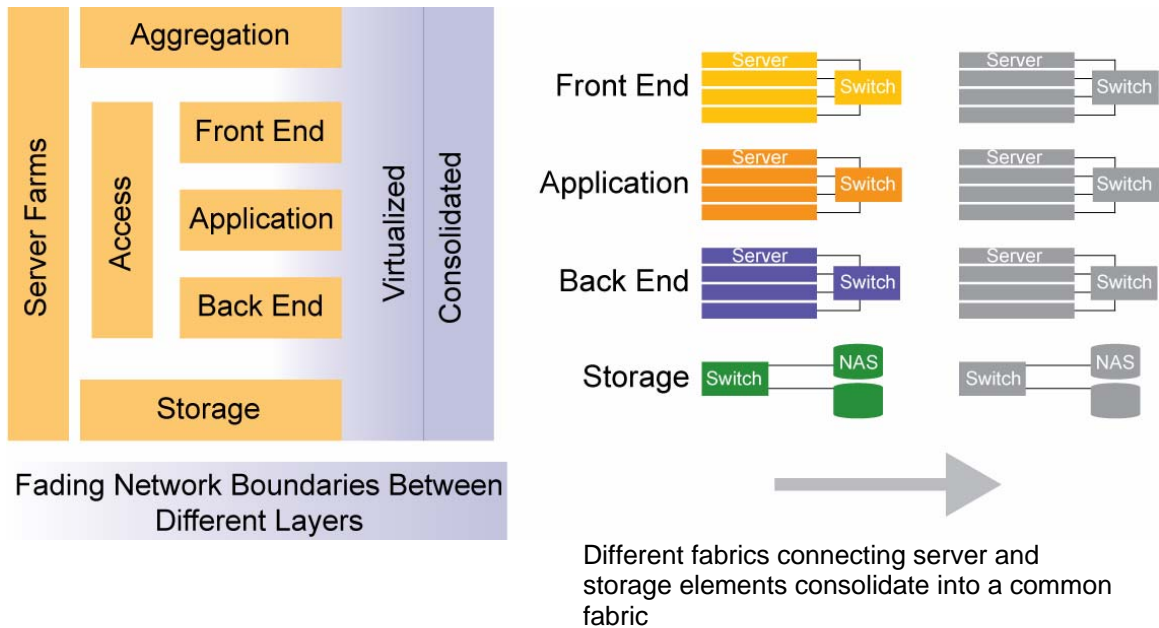 Server Farms
Aggregation
Access
Front End
Application
Back End
Storage
Virtualized
Consolidated
Fading Network Boundaries Between
Different Layers
Front End
Server
Switch
Server
Switch
Application
Server
Switch
Server
Switch
Back End
Server
Switch
Server
Switch
Storage
Switch
NAS
Switch
NAS
Different fabrics connecting server and
storage elements consolidate into a common
fabric